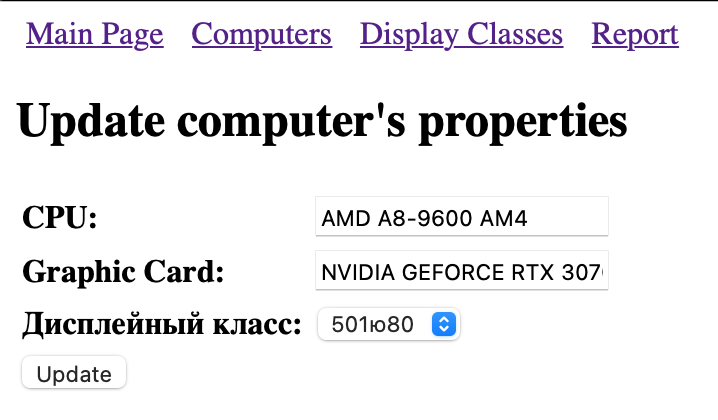 Main Page Computers Display Classes Report
Update computer's properties
CPU: AMD A8-9600 AM4
Graphic Card: NVIDIA GEFORCE RTX 307
Дисплейный класс: 501ю80
Update